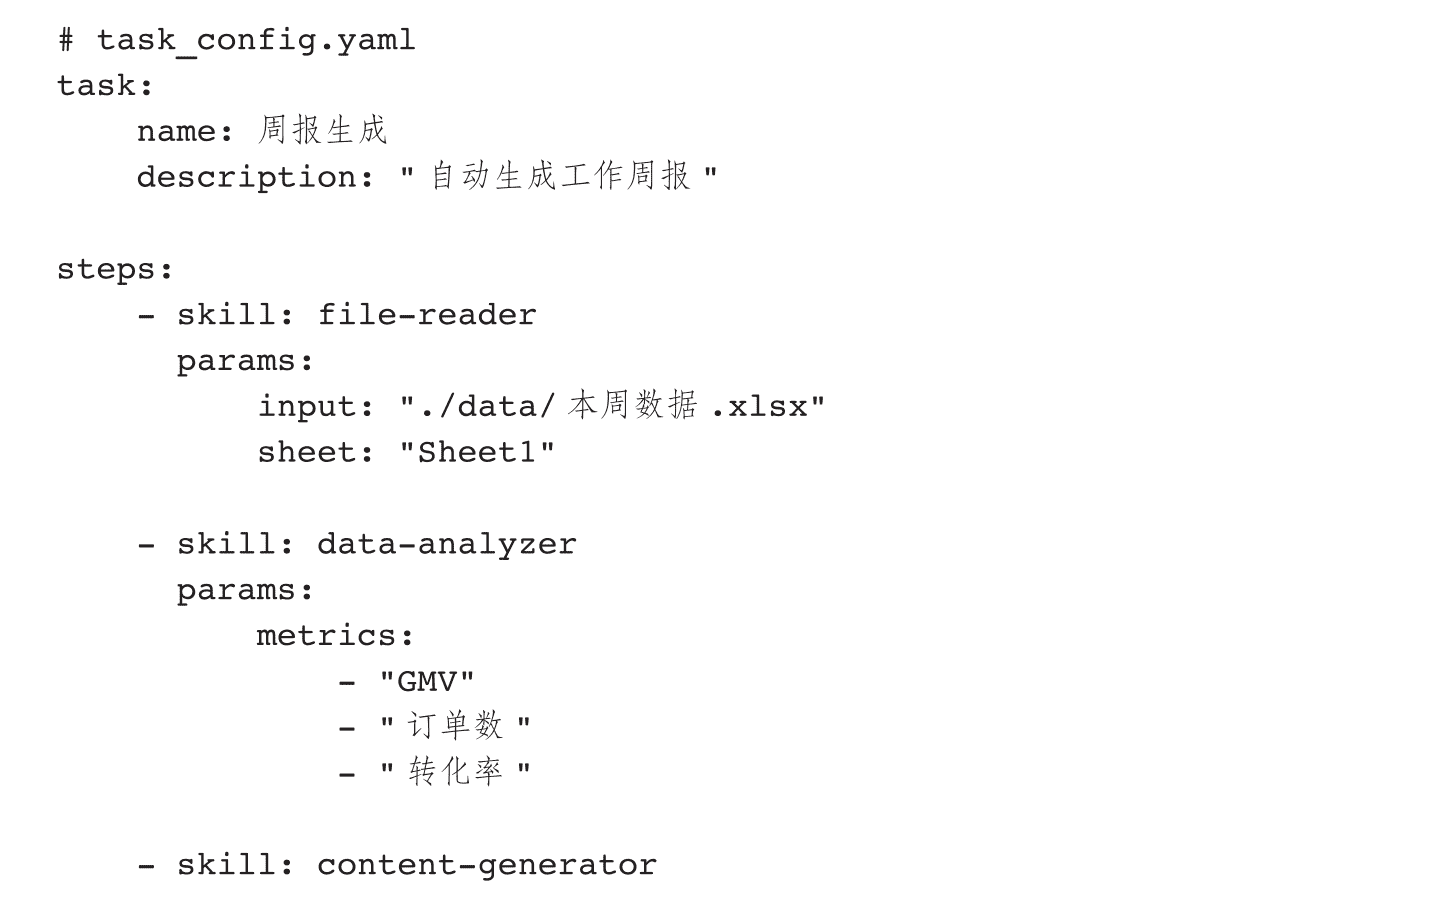 # task_config.yaml
task:
    name: 周报生成
    description: "自动生成工作周报"

steps:
    - skill: file-reader
      params:
          input: "./data/本周数据.xlsx"
          sheet: "Sheet1"

    - skill: data-analyzer
      params:
          metrics:
              - "GMV"
              - "订单数"
              - "转化率"

    - skill: content-generator